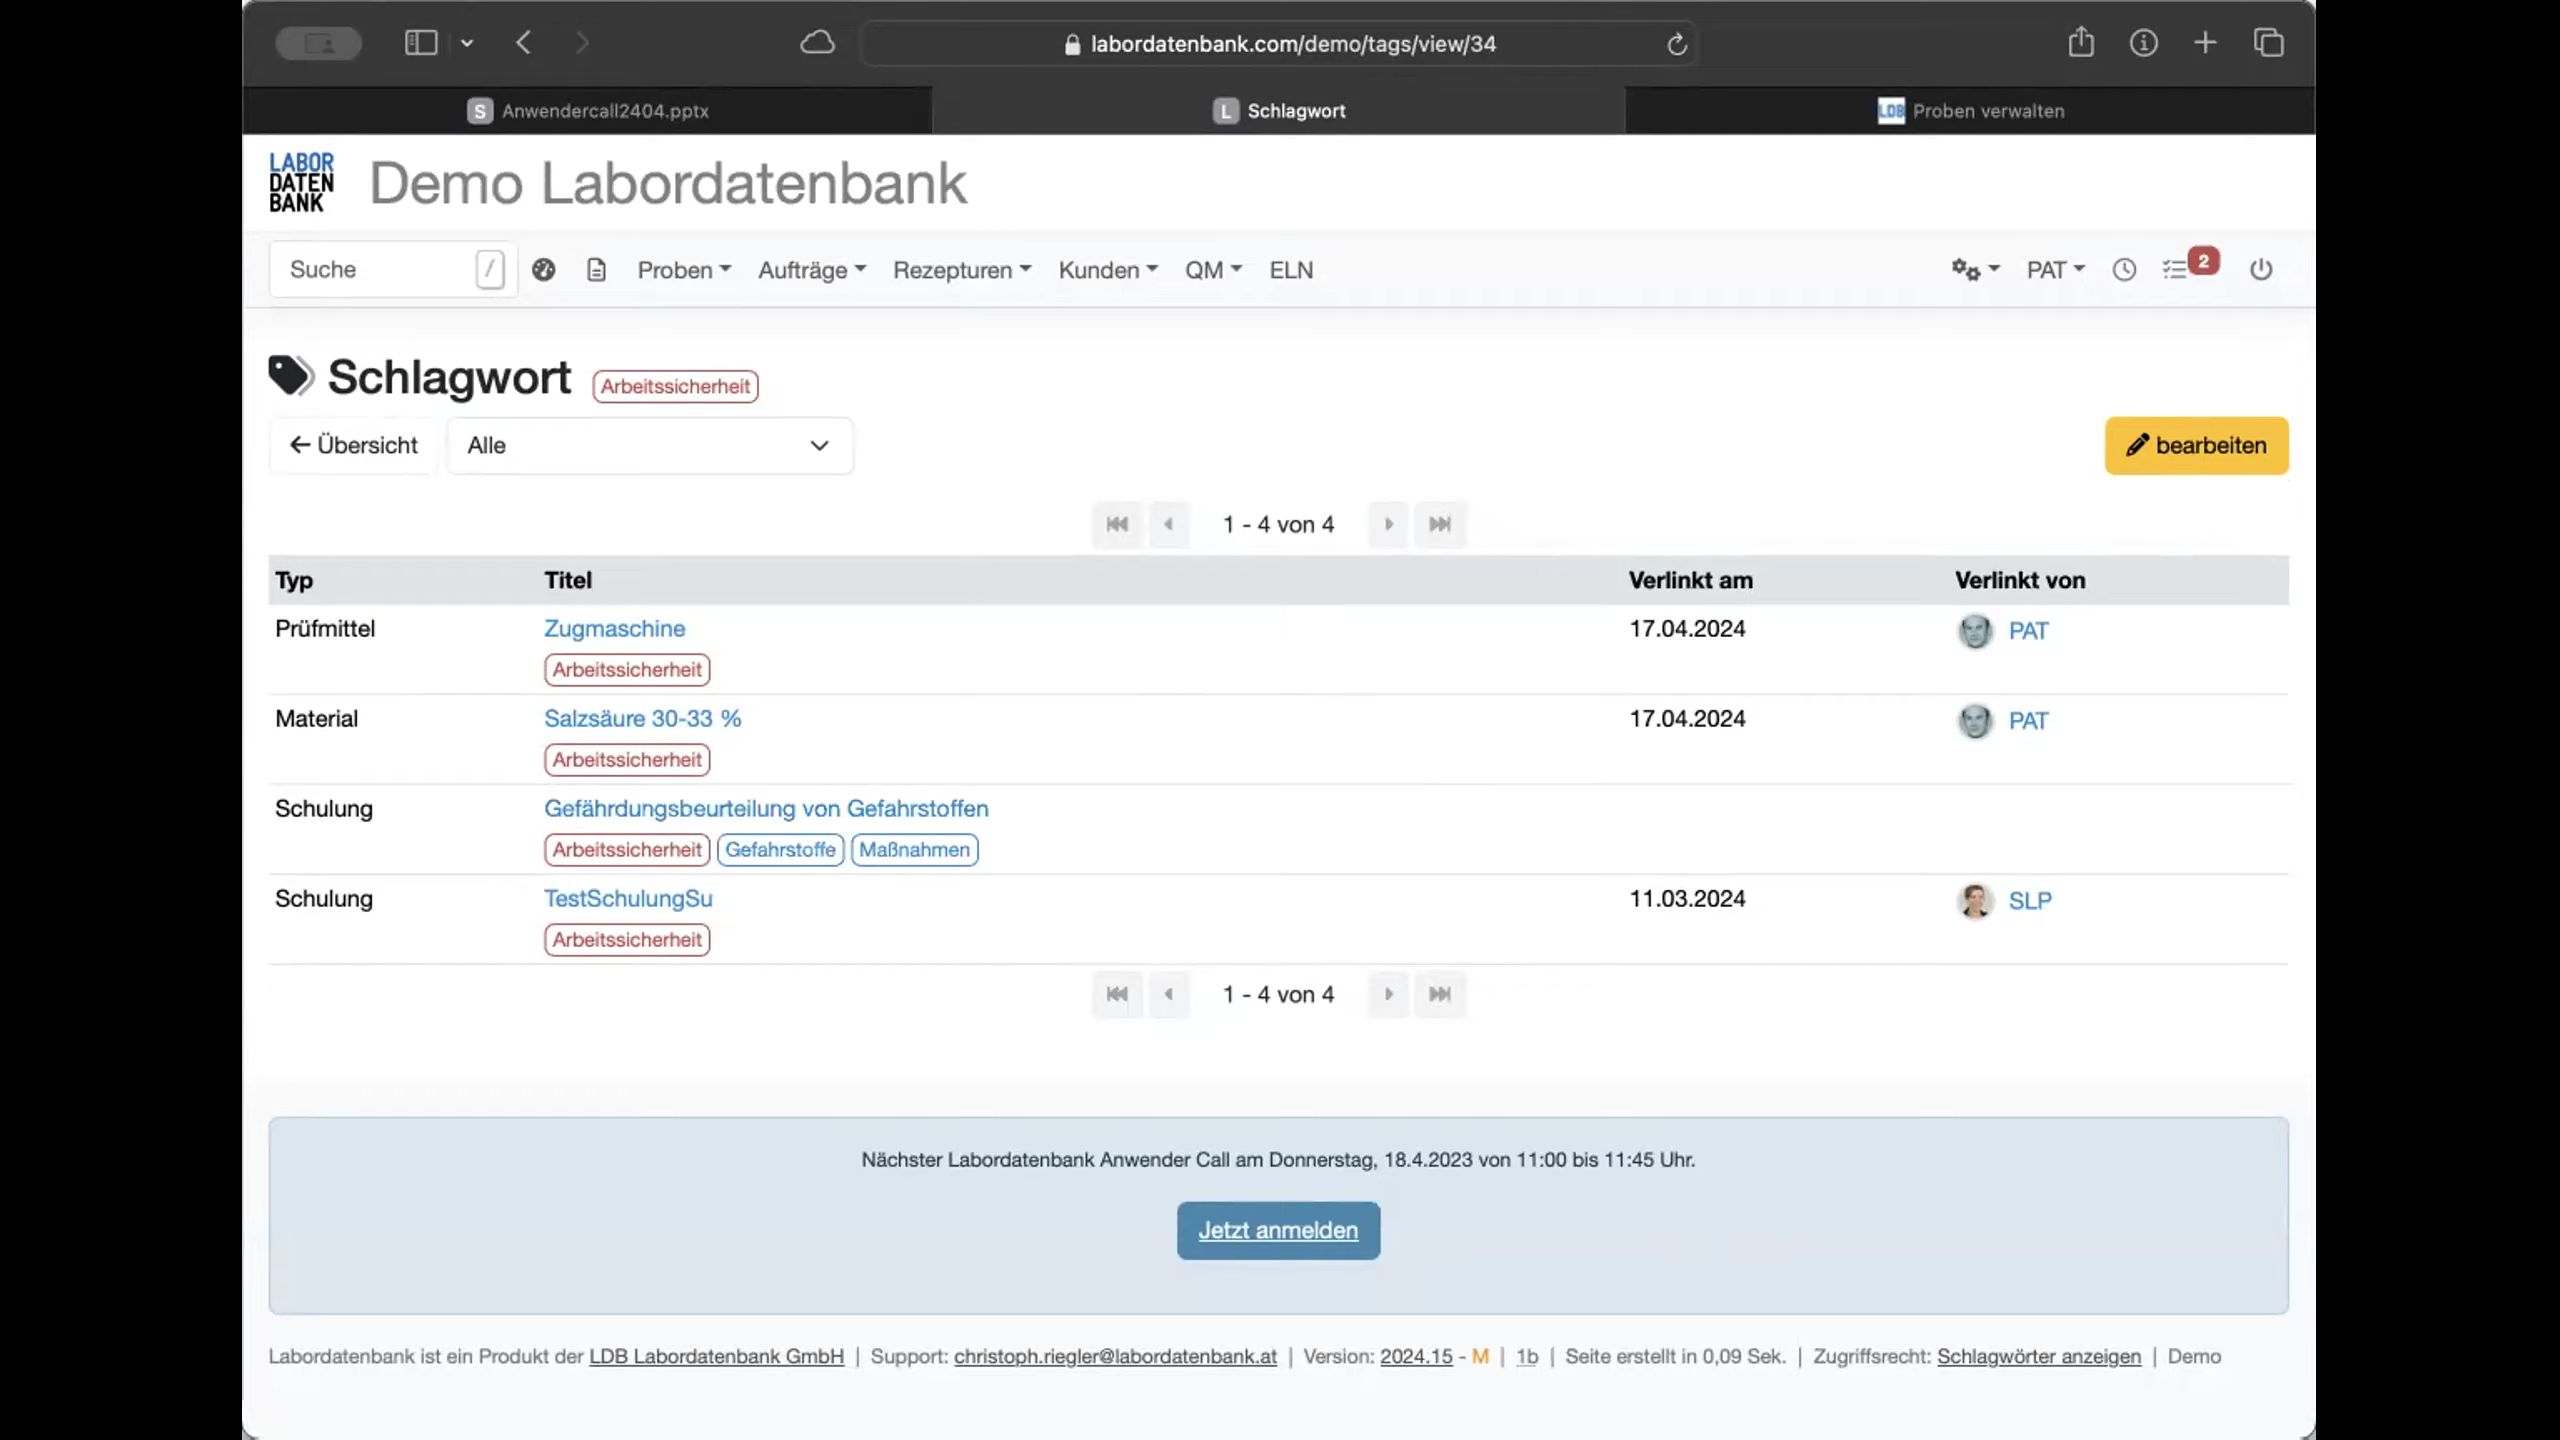 labordatenbank.com/demo/tags/view/34
S Anwendercall2404.pptx
L Schlagwort
LDB Proben verwalten
LABOR
DATEN
BANK
Demo Labordatenbank
Suche /
Proben Aufträge Rezepturen Kunden QM ELN
PAT 2
Schlagwort Arbeitssicherheit
Übersicht
Alle
bearbeiten
1 - 4 von 4
Typ Titel Verlinkt am Verlinkt von
Prüfmittel Zugmaschine 17.04.2024 PAT
Arbeitssicherheit
Material Salzsäure 30-33 % 17.04.2024 PAT
Arbeitssicherheit
Schulung Gefährdungsbeurteilung von Gefahrstoffen
Arbeitssicherheit Gefahrstoffe Maßnahmen
Schulung TestSchulungSu 11.03.2024 SLP
Arbeitssicherheit
1 - 4 von 4
Nächster Labordatenbank Anwender Call am Donnerstag, 18.4.2023 von 11:00 bis 11:45 Uhr.
Jetzt anmelden
Labordatenbank ist ein Produkt der LDB Labordatenbank GmbH | Support: christoph.riegler@labordatenbank.at | Version: 2024.15 - M | 1b | Seite erstellt in 0,09 Sek. | Zugriffsrecht: Schlagwörter anzeigen | Demo